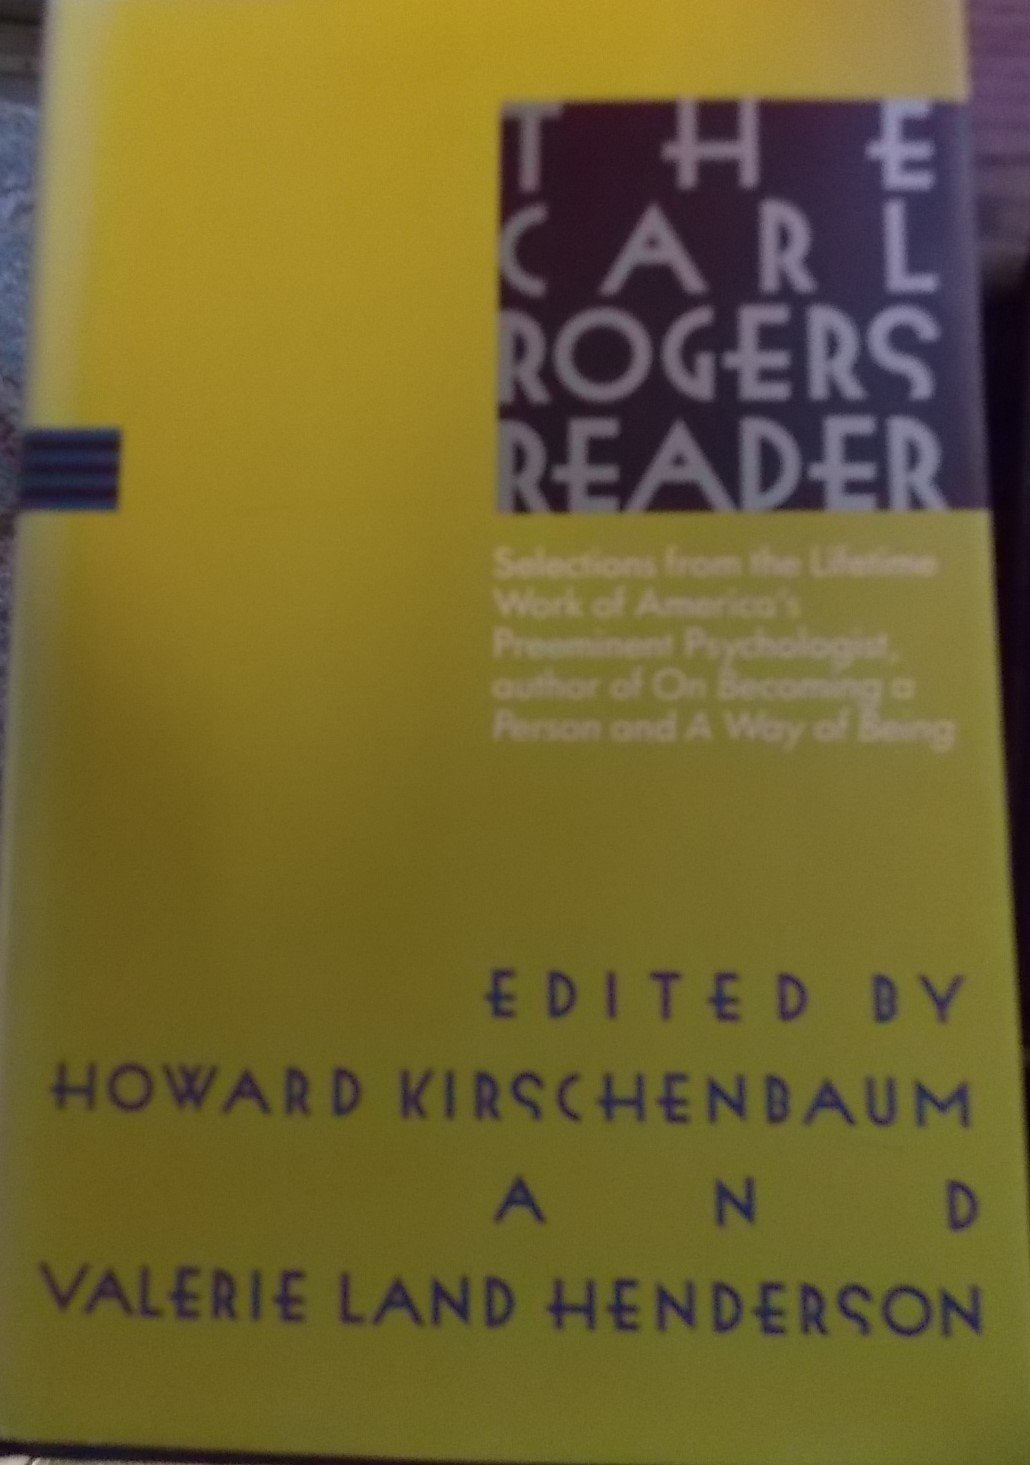 THE
CARL
ROGERS
READER
Selections from the Lifetime
Work of America's
Preeminent Psychologist,
author of On Becoming a
Person and A Way of Being
EDITED BY
HOWARD KIRSCHENBAUM
AND
VALERIE LAND HENDERSON